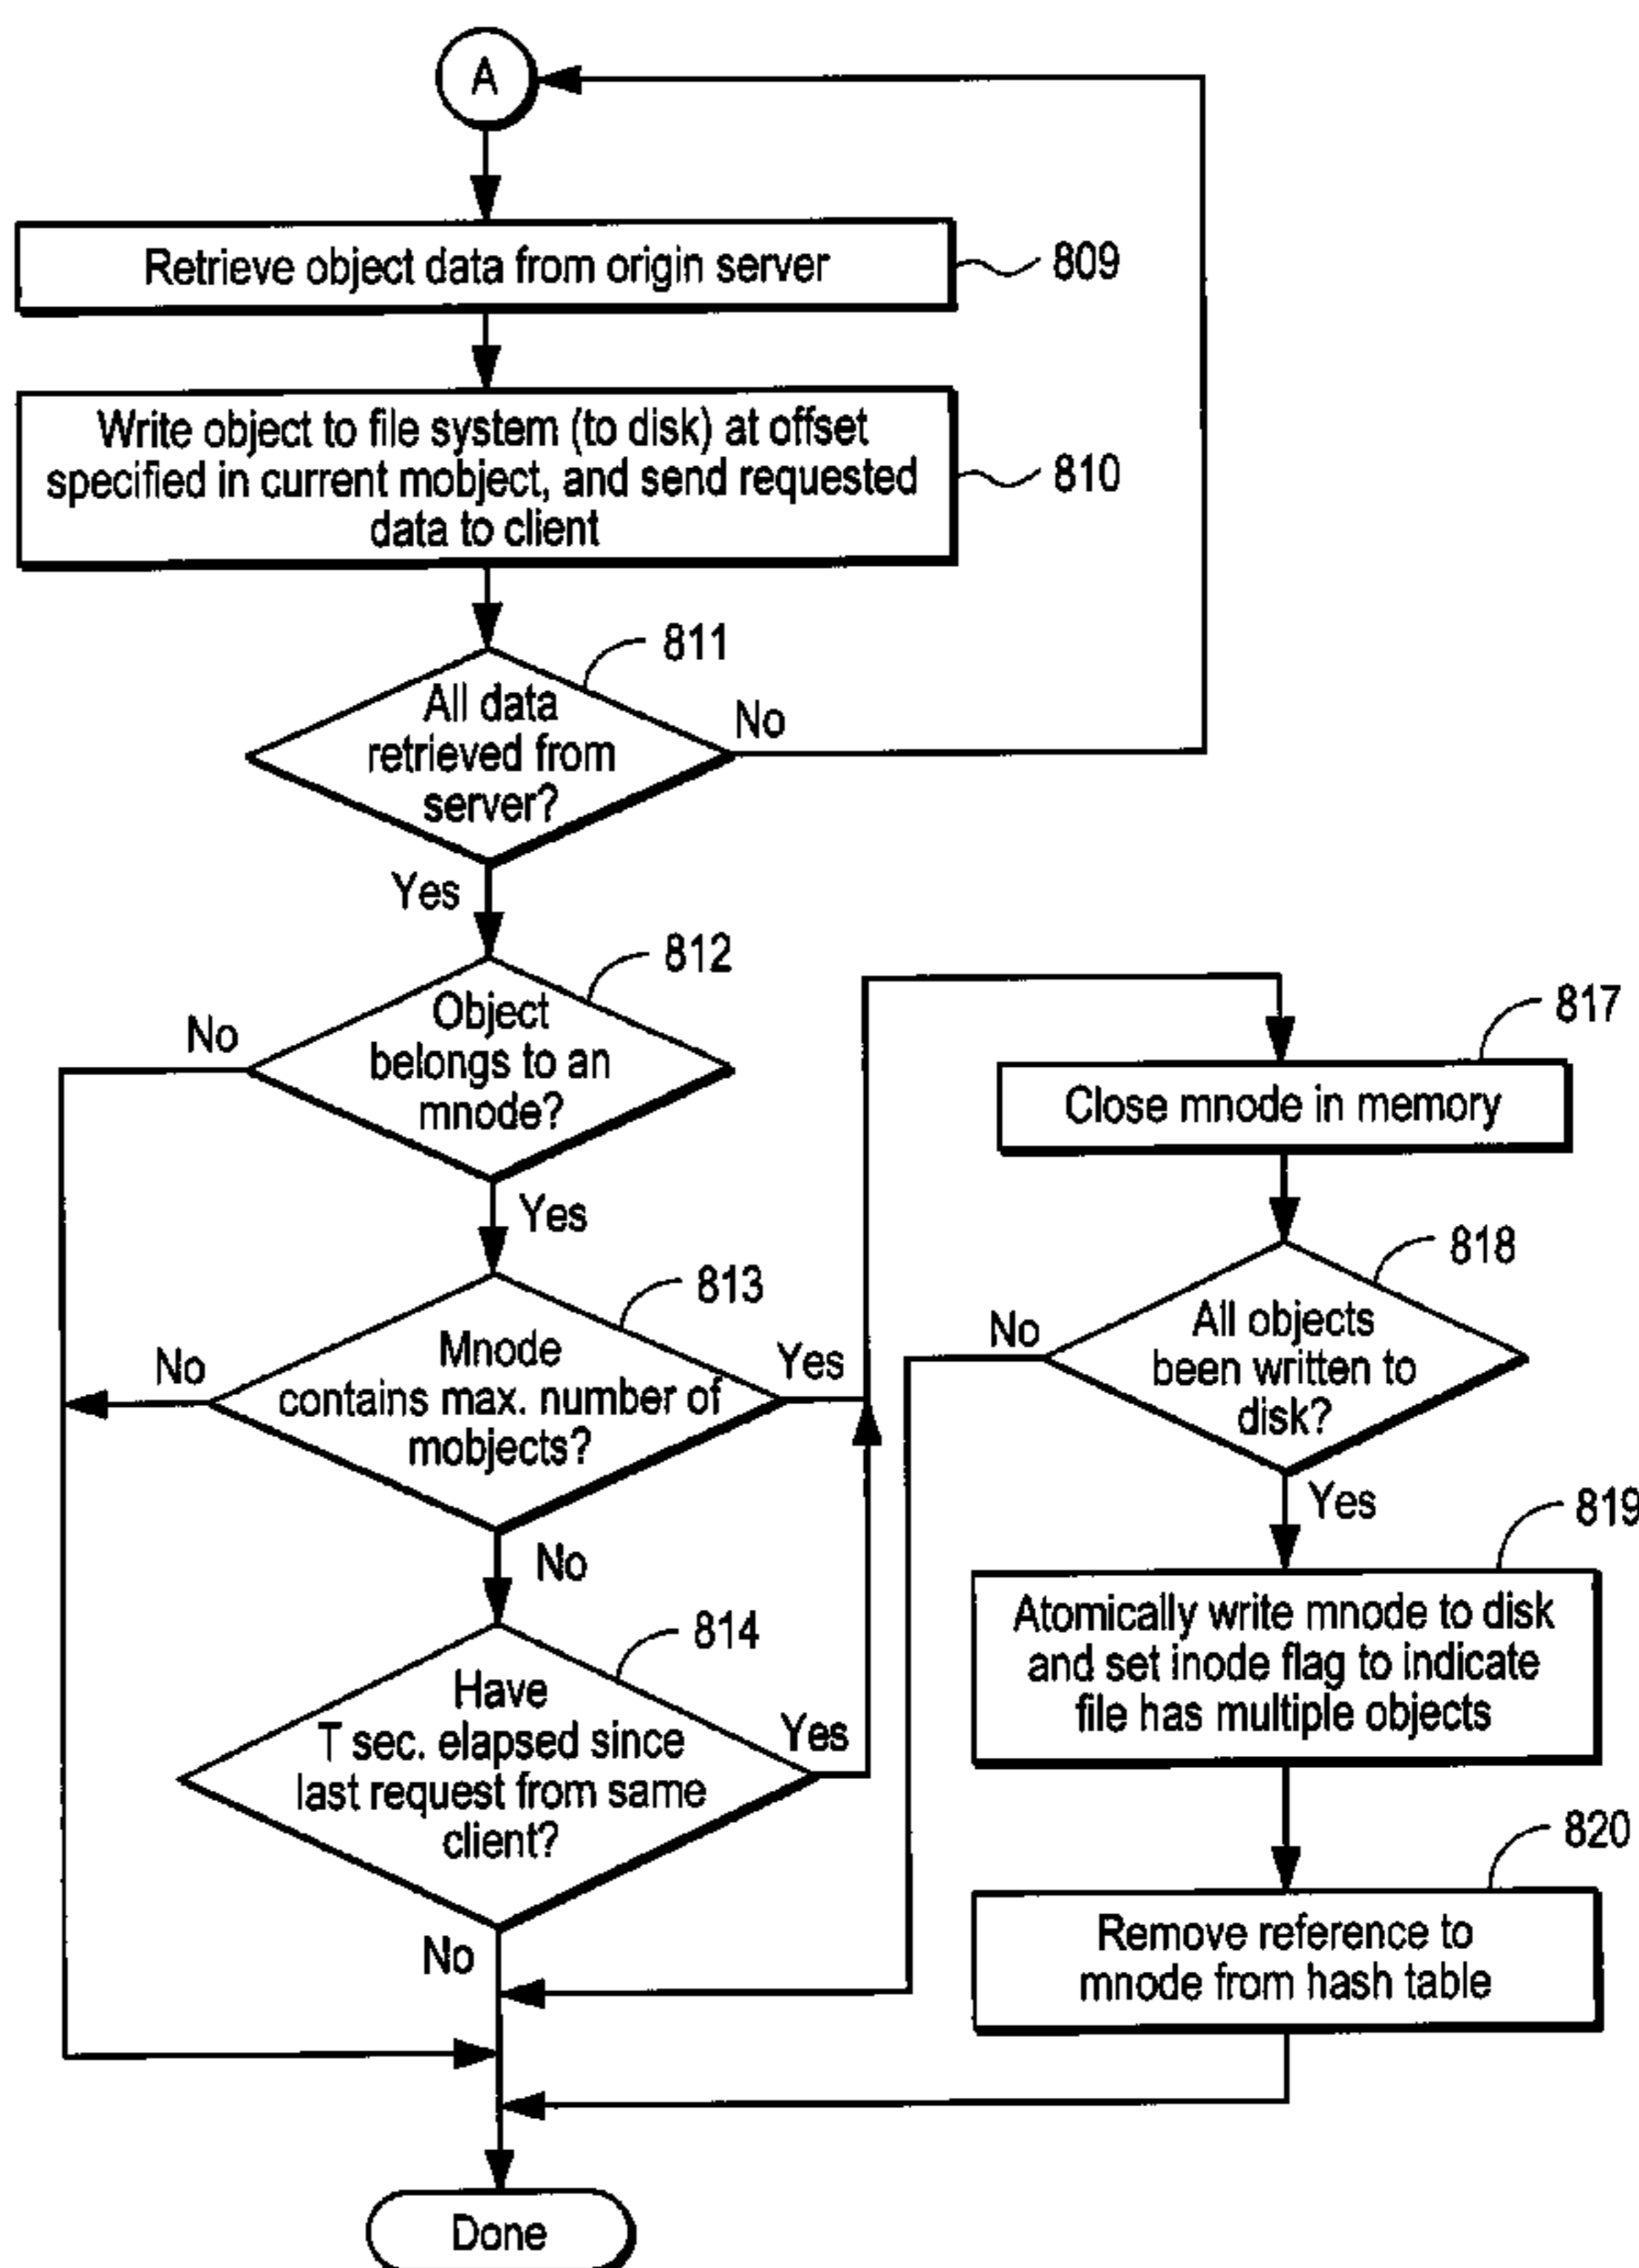 A
Retrieve object data from origin server
809
Write object to file system (to disk) at offset
specified in current mobject, and send requested
data to client
810
811
All data
retrieved from
server?
No
Yes
812
Object
belongs to an
mnode?
No
Yes
813
Mnode
contains max. number of
mobjects?
No
Yes
No
814
Have
T sec. elapsed since
last request from same
client?
Yes
No
817
Close mnode in memory
818
All objects
been written to
disk?
No
Yes
819
Atomically write mnode to disk
and set inode flag to indicate
file has multiple objects
820
Remove reference to
mnode from hash table
Done